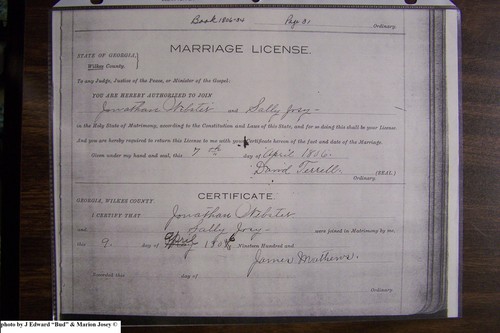 Book 1806-24 Pag 91
Ordinary.
MARRIAGE LICENSE.
STATE OF GEORGIA,
Wilkes County.
To any Judge, Justice of the Peace, or Minister of the Gospel:
YOU ARE HEREBY AUTHORIZED TO JOIN
Jonathan Webster and Sally Josy
in the Holy State of Matrimony, according to the Constitution and Laws of this State, and for so doing this shall be your License.
And you are hereby required to return this License to me with your Certificate hereon of the fact and date of the Marriage.
Given under my hand and seal, this 7th day of April 1806.
David Terrell (SEAL)
Ordinary.
CERTIFICATE.
GEORGIA, WILKES COUNTY.
I CERTIFY THAT Jonathan Webster
and Sally Josy were joined in Matrimony by me,
this 9 day of April 1806 Nineteen Hundred and
James Mathews.
Recorded this day of
Ordinary.
photo by J Edward "Bud" & Marion Josey ©